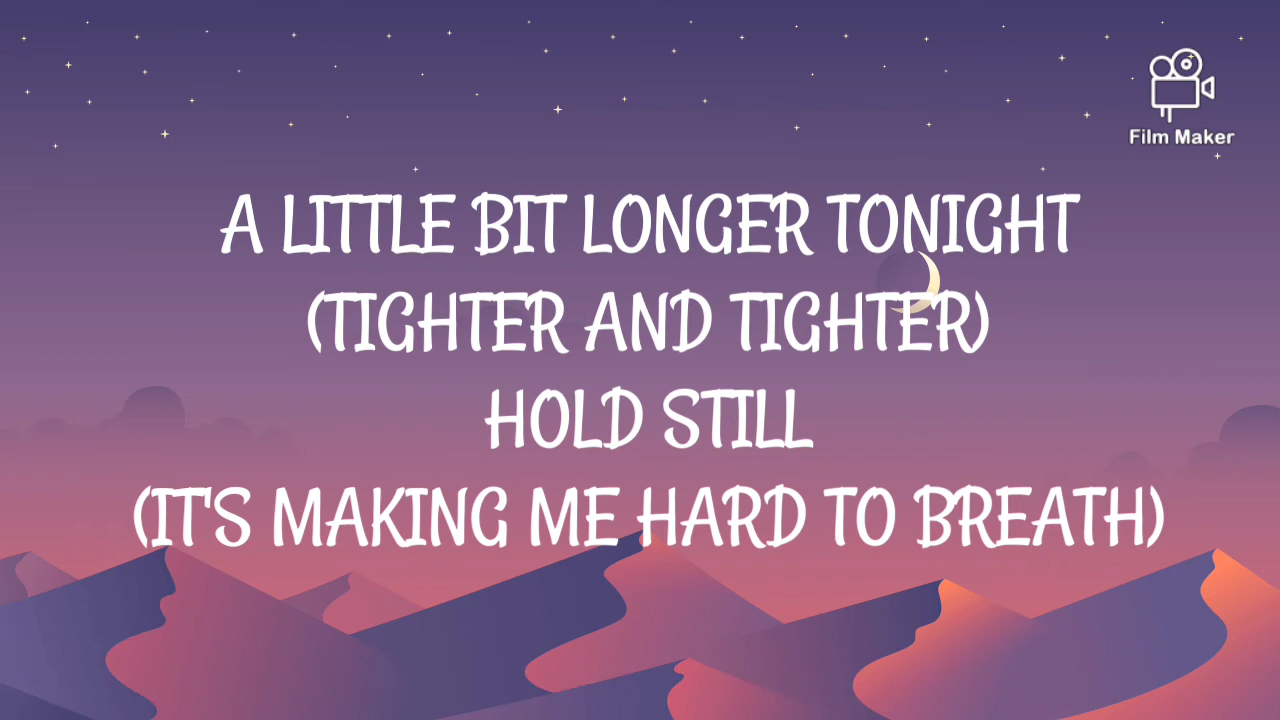 Film Maker
A LITTLE BIT LONGER TONIGHT
(TIGHTER AND TIGHTER)
HOLD STILL
(IT'S MAKING ME HARD TO BREATH)